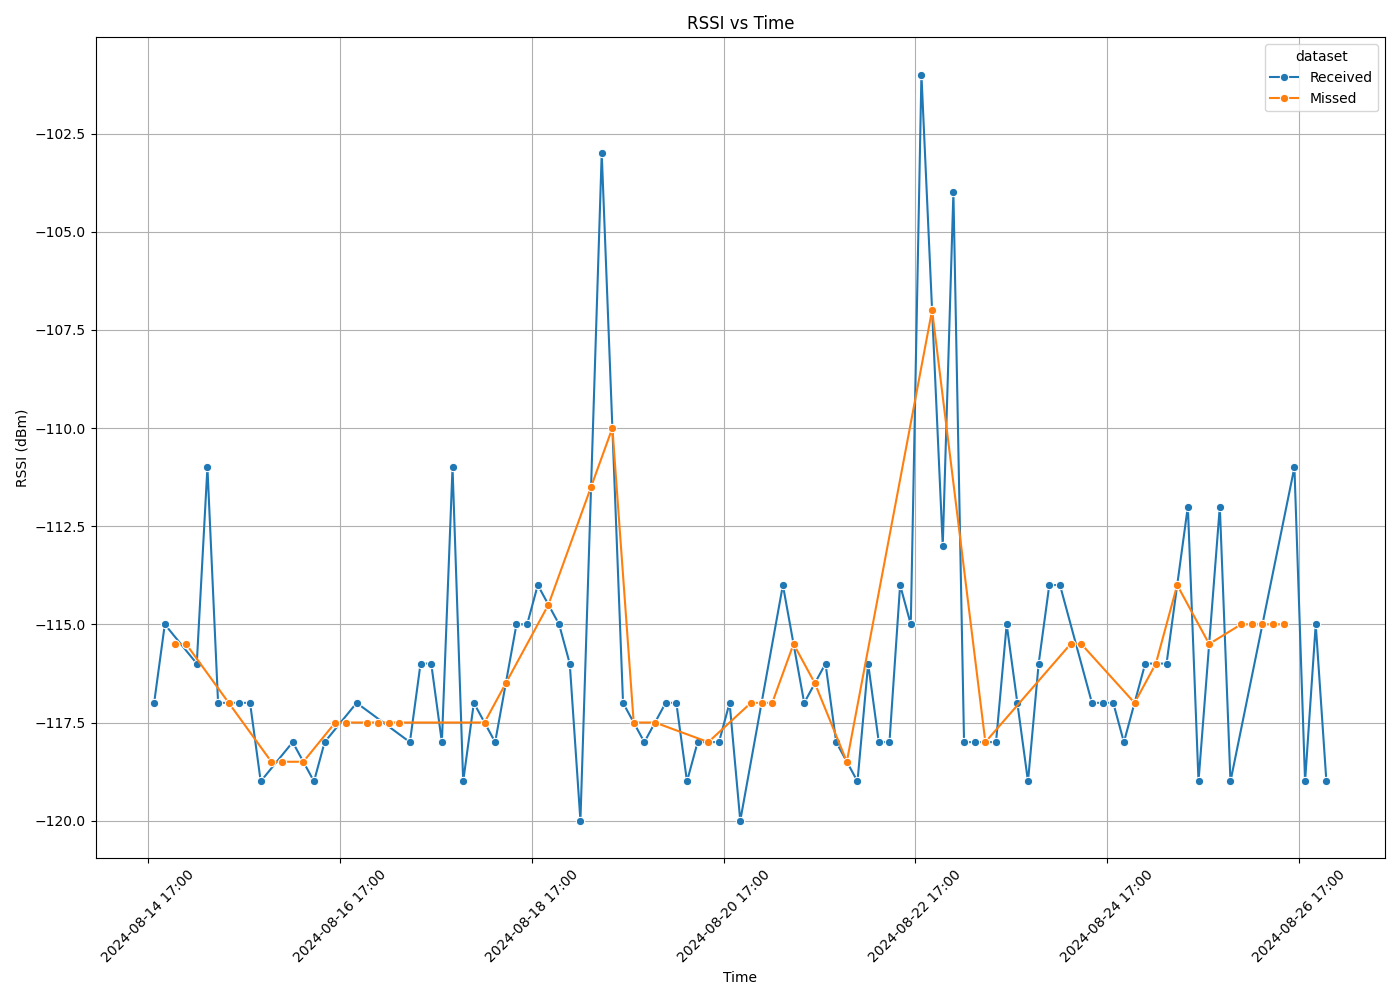 RSSI vs Time
dataset
Received
Missed
−102.5
−105.0
−107.5
−110.0
−112.5
−115.0
−117.5
−120.0
RSSI (dBm)
2024-08-14 17:00
2024-08-16 17:00
2024-08-18 17:00
2024-08-20 17:00
2024-08-22 17:00
2024-08-24 17:00
2024-08-26 17:00
Time